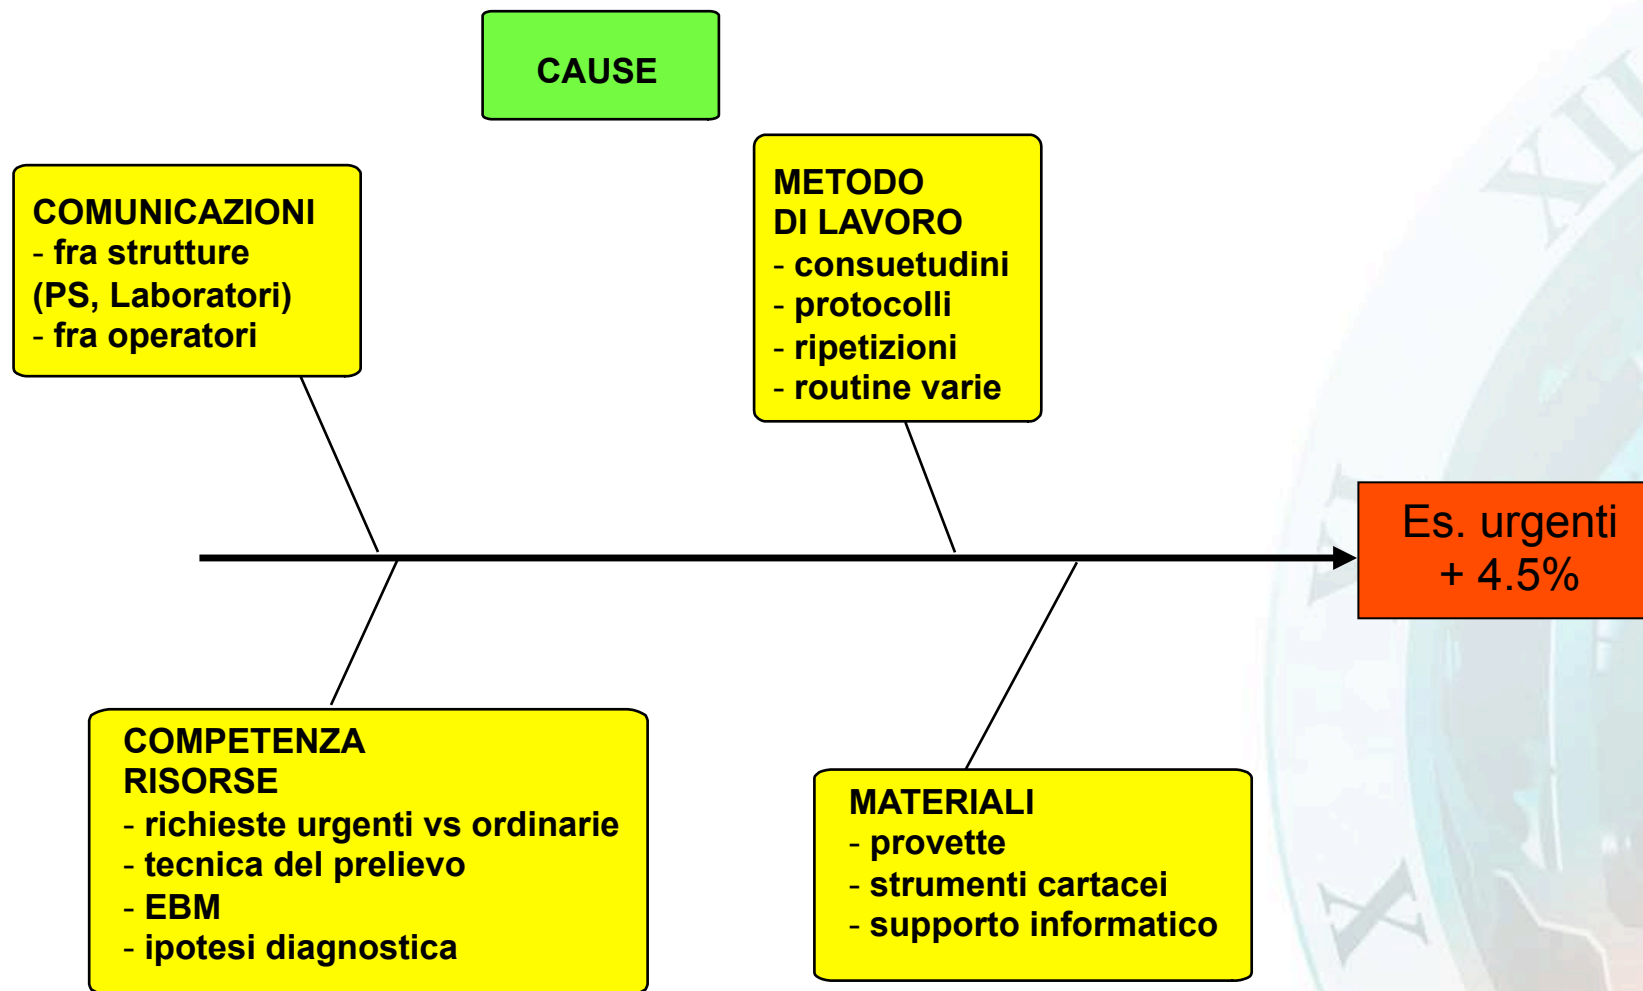 CAUSE
COMUNICAZIONI
- fra strutture
(PS, Laboratori)
- fra operatori
METODO
DI LAVORO
- consuetudini
- protocolli
- ripetizioni
- routine varie
Es. urgenti
+ 4.5%
COMPETENZA
RISORSE
- richieste urgenti vs ordinarie
- tecnica del prelievo
- EBM
- ipotesi diagnostica
MATERIALI
- provette
- strumenti cartacei
- supporto informatico
XII
X